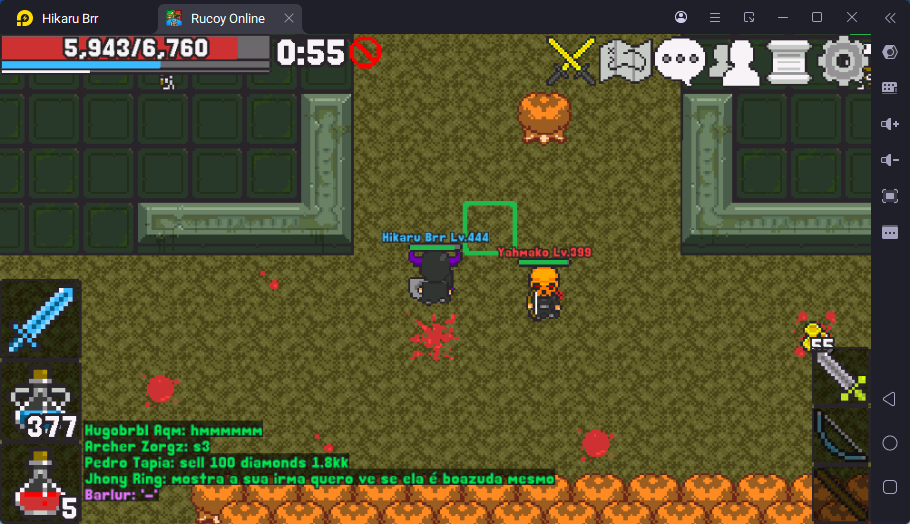 Hikaru Brr
Rucoy Online
5,943/6,760
0:55
Hikaru Brr Lv.444
Yahmako Lv.399
55
377
Hugobrbl Aqm: hmmmmmm
Archer Zorgz: s3
Pedro Tapia: sell 100 diamonds 1.8kk
Jhony Ring: mostra a sua irma quero ve se ela é boazuda mesmo
Barlur: '-'
5